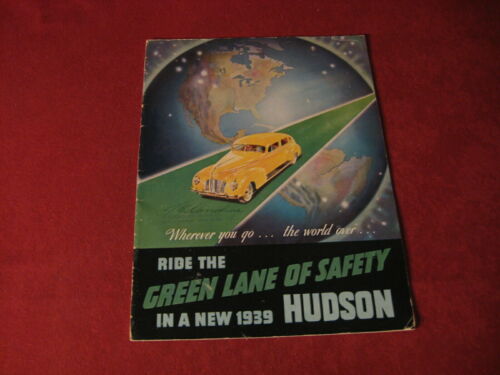 Wherever you go . . . the world over . . .
RIDE THE
GREEN LANE OF SAFETY
IN A NEW 1939 HUDSON